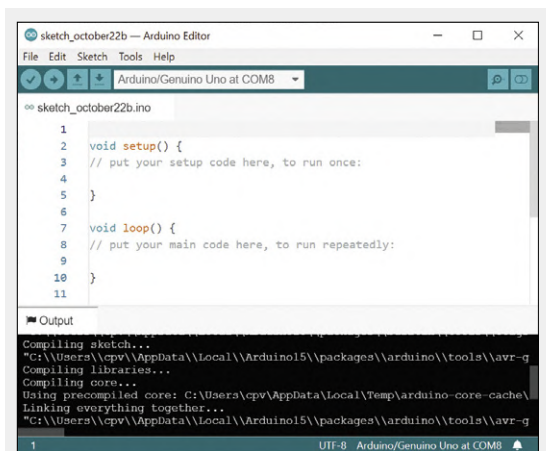 sketch_october22b — Arduino Editor
File Edit Sketch Tools Help
Arduino/Genuino Uno at COM8
sketch_october22b.ino
1
2 void setup() {
3 // put your setup code here, to run once:
4
5 }
6
7 void loop() {
8 // put your main code here, to run repeatedly:
9
10 }
11
Output
Compiling sketch...
"C:\\Users\\cpv\\AppData\\Local\\Arduino15\\packages\\arduino\\tools\\avr-g
Compiling libraries...
Compiling core...
Using precompiled core: C:\Users\cpv\AppData\Local\Temp\arduino-core-cache\
Linking everything together...
"C:\\Users\\cpv\\AppData\\Local\\Arduino15\\packages\\arduino\\tools\\avr-g
1 UTF-8 Arduino/Genuino Uno at COM8